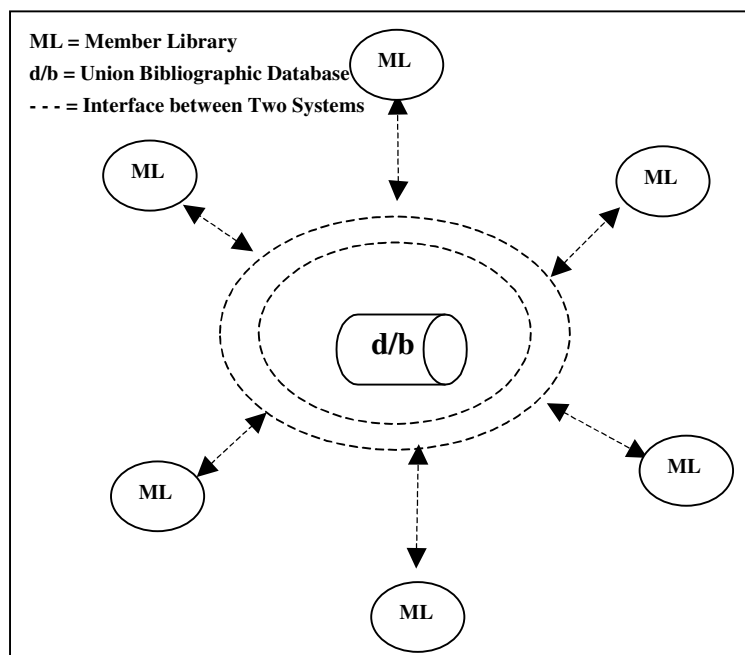 ML = Member Library
d/b = Union Bibliographic Database
- - - = Interface between Two Systems
ML
ML
ML
d/b
ML
ML
ML